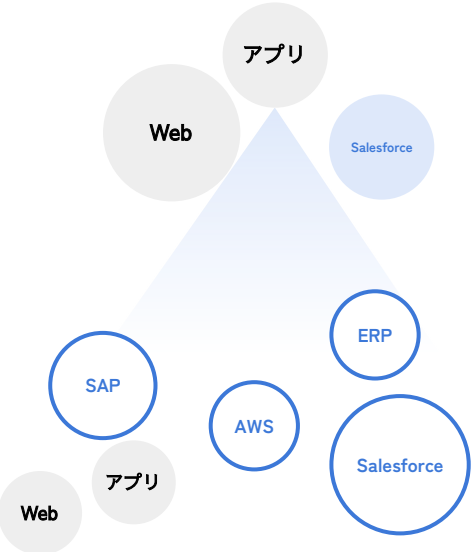 アプリ
Web
Salesforce
ERP
SAP
AWS
Salesforce
アプリ
Web